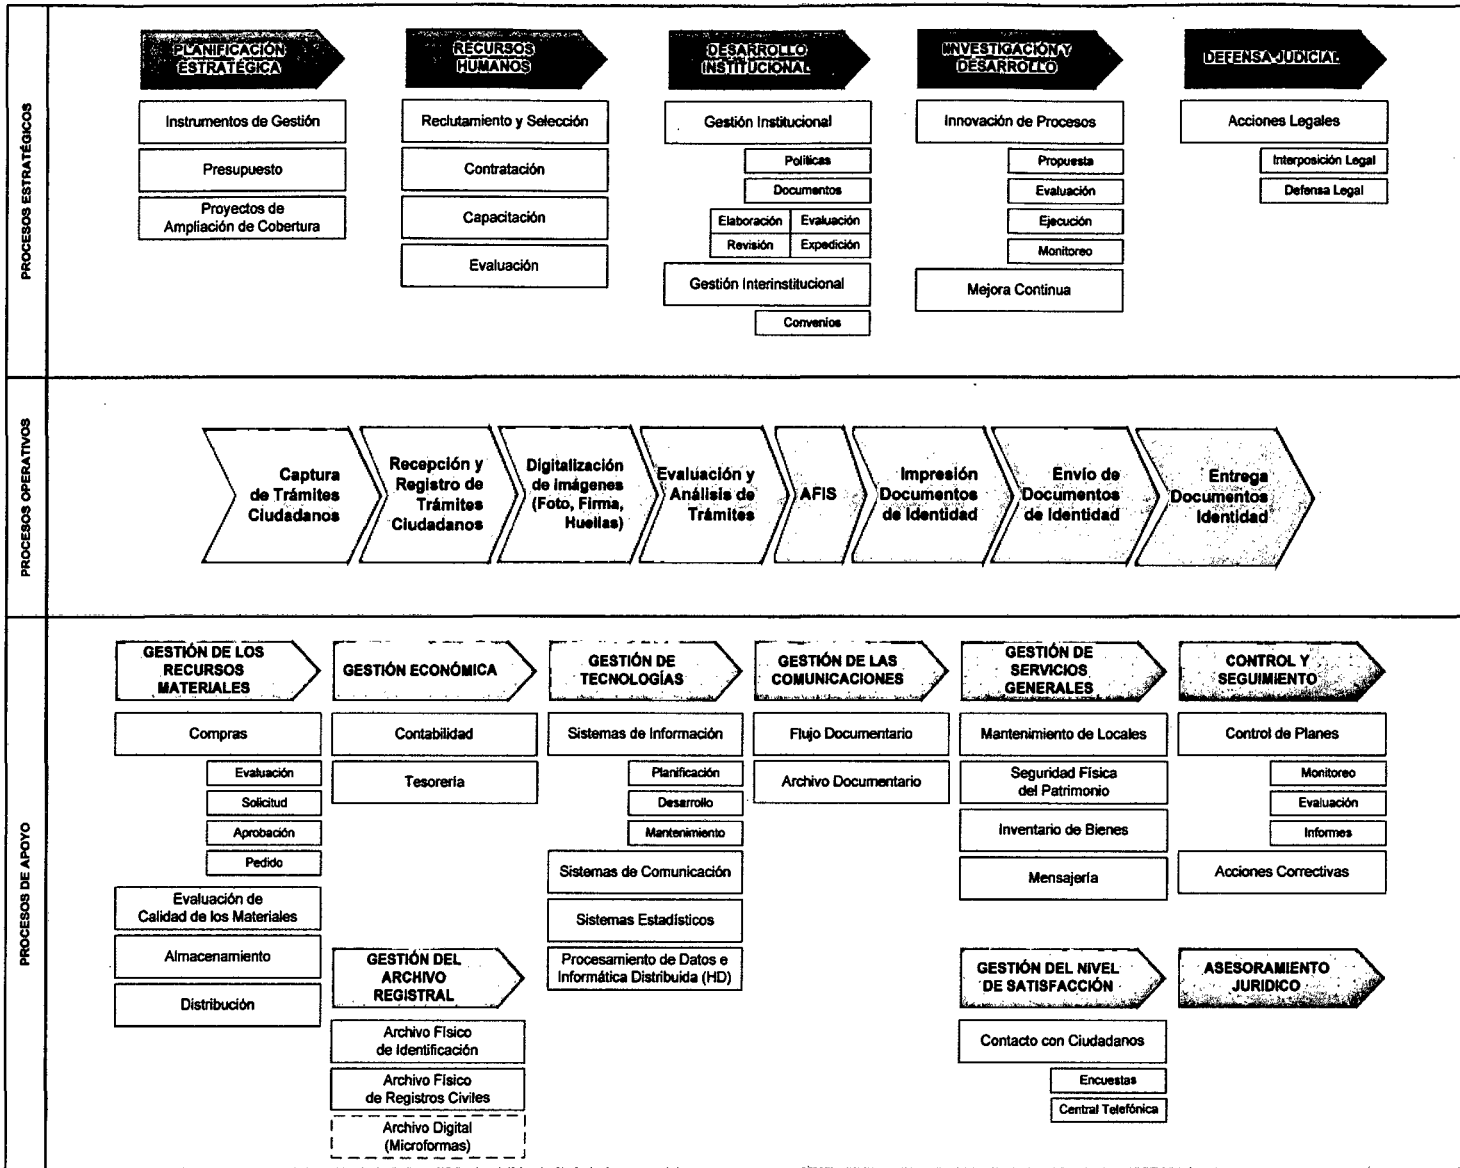 PROCESOS ESTRATÉGICOS
PLANIFICACIÓN
ESTRATÉGICA
Instrumentos de Gestión
Presupuesto
Proyectos de
Ampliación de Cobertura
RECURSOS
HUMANOS
Reclutamiento y Selección
Contratación
Capacitación
Evaluación
DESARROLLO
INSTITUCIONAL
Gestión Institucional
Políticas
Documentos
Elaboración
Evaluación
Revisión
Expedición
Gestión Interinstitucional
Convenios
INVESTIGACIÓN Y
DESARROLLO
Innovación de Procesos
Propuesta
Evaluación
Ejecución
Monitoreo
Mejora Continua
DEFENSA JUDICIAL
Acciones Legales
Interposición Legal
Defensa Legal
PROCESOS OPERATIVOS
Captura
de Trámites
Ciudadanos
Recepción y
Registro de
Trámites
Ciudadanos
Digitalización
de imágenes
(Foto, Firma,
Huellas)
Evaluación y
Análisis de
Trámites
AFIS
Impresión
Documentos
de Identidad
Envío de
Documentos
de Identidad
Entrega
Documentos
Identidad
PROCESOS DE APOYO
GESTIÓN DE LOS
RECURSOS
MATERIALES
Compras
Evaluación
Solicitud
Aprobación
Pedido
Evaluación de
Calidad de los Materiales
Almacenamiento
Distribución
GESTIÓN ECONÓMICA
Contabilidad
Tesorería
GESTIÓN DEL
ARCHIVO
REGISTRAL
Archivo Físico
de Identificación
Archivo Físico
de Registros Civiles
Archivo Digital
(Microformas)
GESTIÓN DE
TECNOLOGÍAS
Sistemas de Información
Planificación
Desarrollo
Mantenimiento
Sistemas de Comunicación
Sistemas Estadísticos
Procesamiento de Datos e
Informática Distribuida (HD)
GESTIÓN DE LAS
COMUNICACIONES
Flujo Documentario
Archivo Documentario
GESTIÓN DE
SERVICIOS
GENERALES
Mantenimiento de Locales
Seguridad Física
del Patrimonio
Inventario de Bienes
Mensajería
GESTIÓN DEL NIVEL
DE SATISFACCIÓN
Contacto con Ciudadanos
Encuestas
Central Telefónica
CONTROL Y
SEGUIMIENTO
Control de Planes
Monitoreo
Evaluación
Informes
Acciones Correctivas
ASESORAMIENTO
JURIDICO